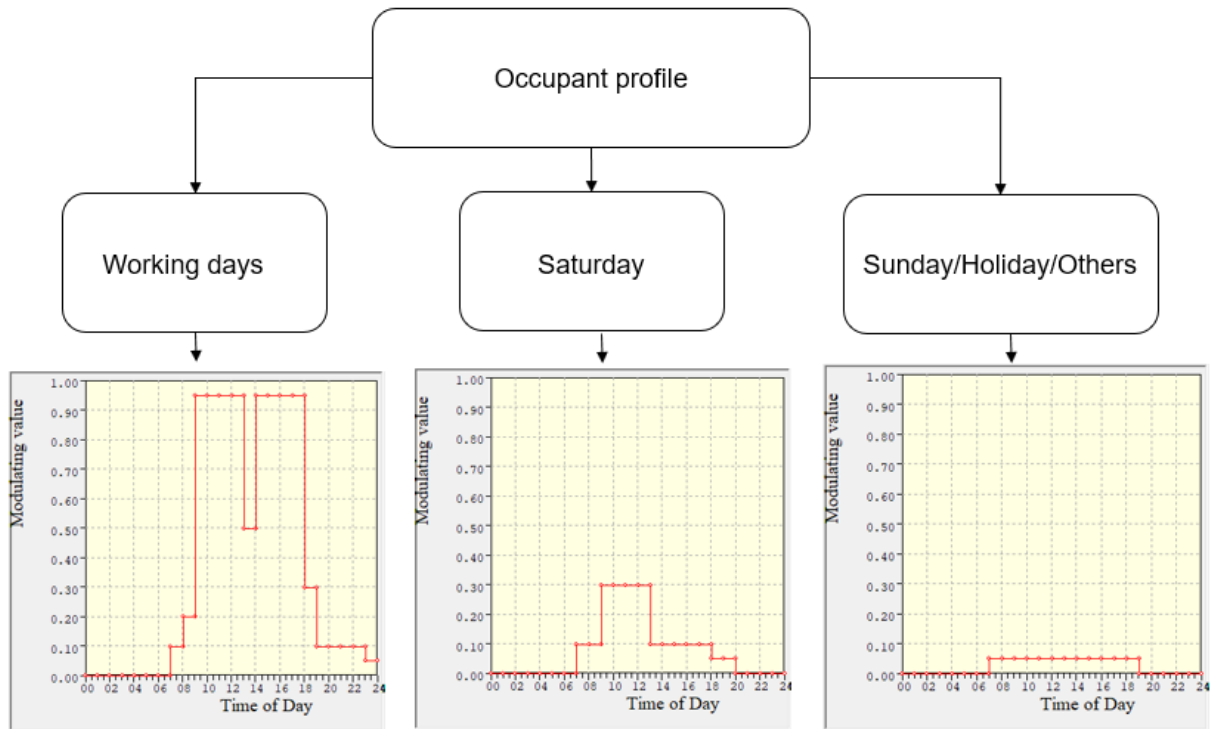 Occupant profile
Working days
Saturday
Sunday/Holiday/Others
Modulating value
1.00
0.90
0.80
0.70
0.60
0.50
0.40
0.30
0.20
0.10
0.00
00 02 04 06 08 10 12 14 16 18 20 22 24
Time of Day
Modulating value
1.00
0.90
0.80
0.70
0.60
0.50
0.40
0.30
0.20
0.10
0.00
00 02 04 06 08 10 12 14 16 18 20 22 24
Time of Day
Modulating value
1.00
0.90
0.80
0.70
0.60
0.50
0.40
0.30
0.20
0.10
0.00
00 02 04 06 08 10 12 14 16 18 20 22 24
Time of Day